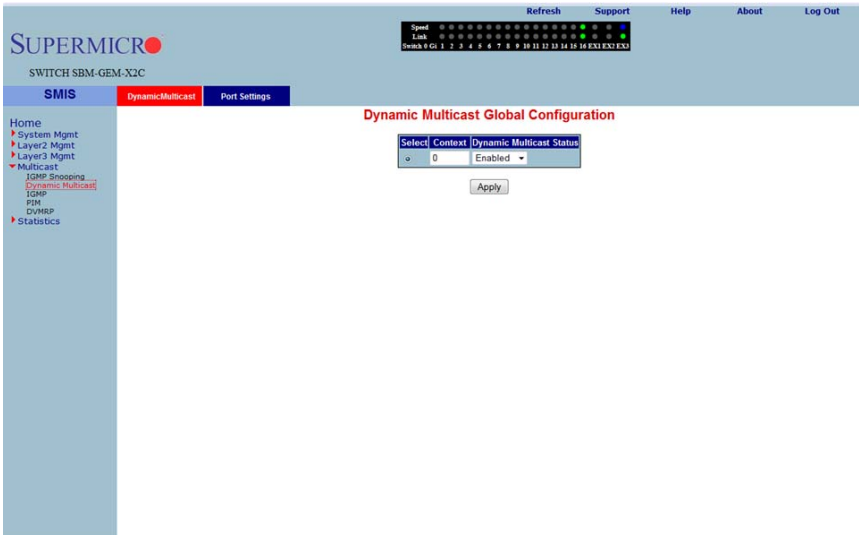 Refresh Support Help About Log Out
SUPERMICRO
SWITCH SBM-GEM-X2C
Speed
Link
Switch 0 Gi 1 2 3 4 5 6 7 8 9 10 11 12 13 14 15 16 EX1 EX2 EX3
SMIS
DynamicMulticast
Port Settings
Home
System Mgmt
Layer2 Mgmt
Layer3 Mgmt
Multicast
IGMP Snooping
Dynamic Multicast
IGMP
PIM
DVMRP
Statistics
Dynamic Multicast Global Configuration
Select Context Dynamic Multicast Status
0 Enabled
Apply